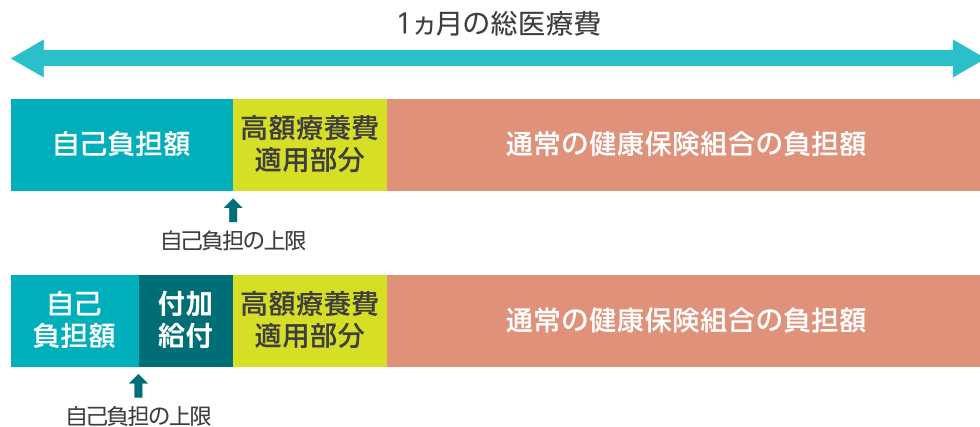 1ヵ月の総医療費
自己負担額
高額療養費
適用部分
通常の健康保険組合の負担額
自己負担の上限
自己
負担額
付加
給付
高額療養費
適用部分
通常の健康保険組合の負担額
自己負担の上限